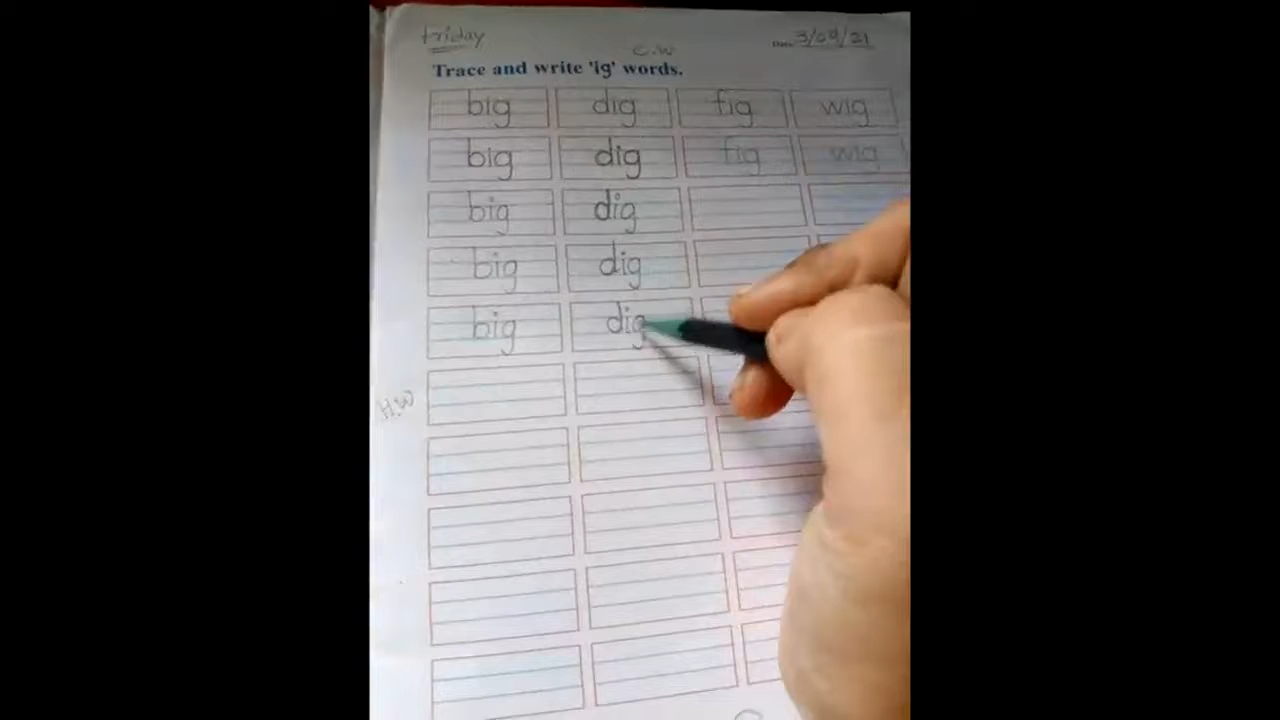 Friday
C.W
Date 3/09/21
Trace and write 'ig' words.
big dig fig wig
big dig fig wig
big dig
big dig
big dig
H.W